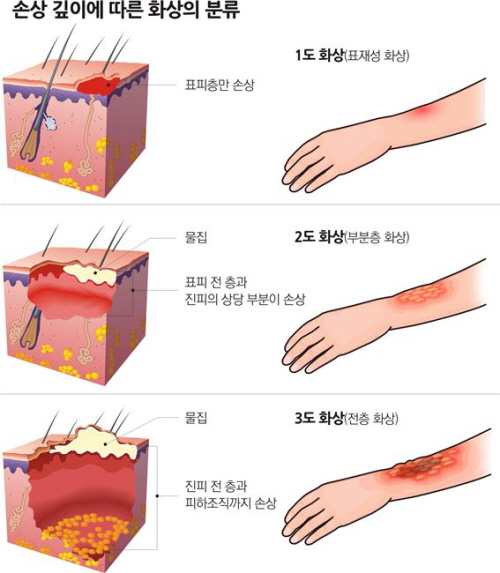 손상 깊이에 따른 화상의 분류
표피층만 손상
1도 화상(표재성 화상)
물집
표피 전 층과
진피의 상당 부분이 손상
2도 화상(부분층 화상)
물집
진피 전 층과
피하조직까지 손상
3도 화상(전층 화상)